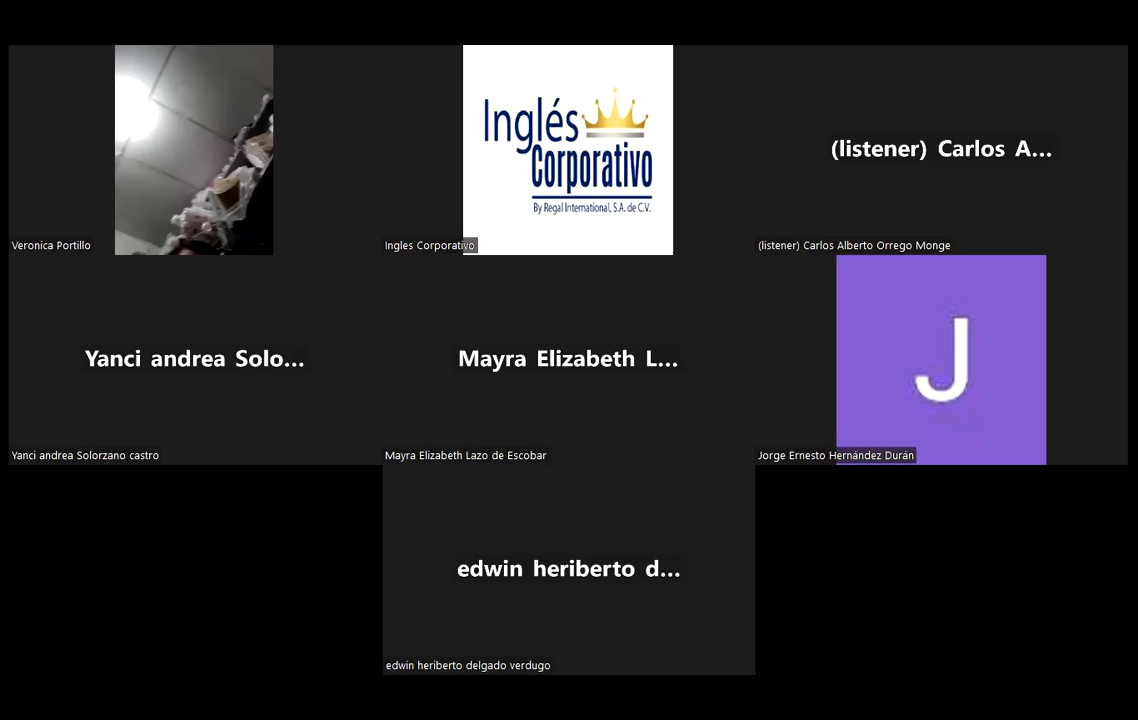 Veronica Portillo
Inglés
Corporativo
By Regal International, S.A. de C.V.
Ingles Corporativo
(listener) Carlos A...
(listener) Carlos Alberto Orrego Monge
Yanci andrea Solo...
Yanci andrea Solorzano castro
Mayra Elizabeth L...
Mayra Elizabeth Lazo de Escobar
J
Jorge Ernesto Hernández Durán
edwin heriberto d...
edwin heriberto delgado verdugo